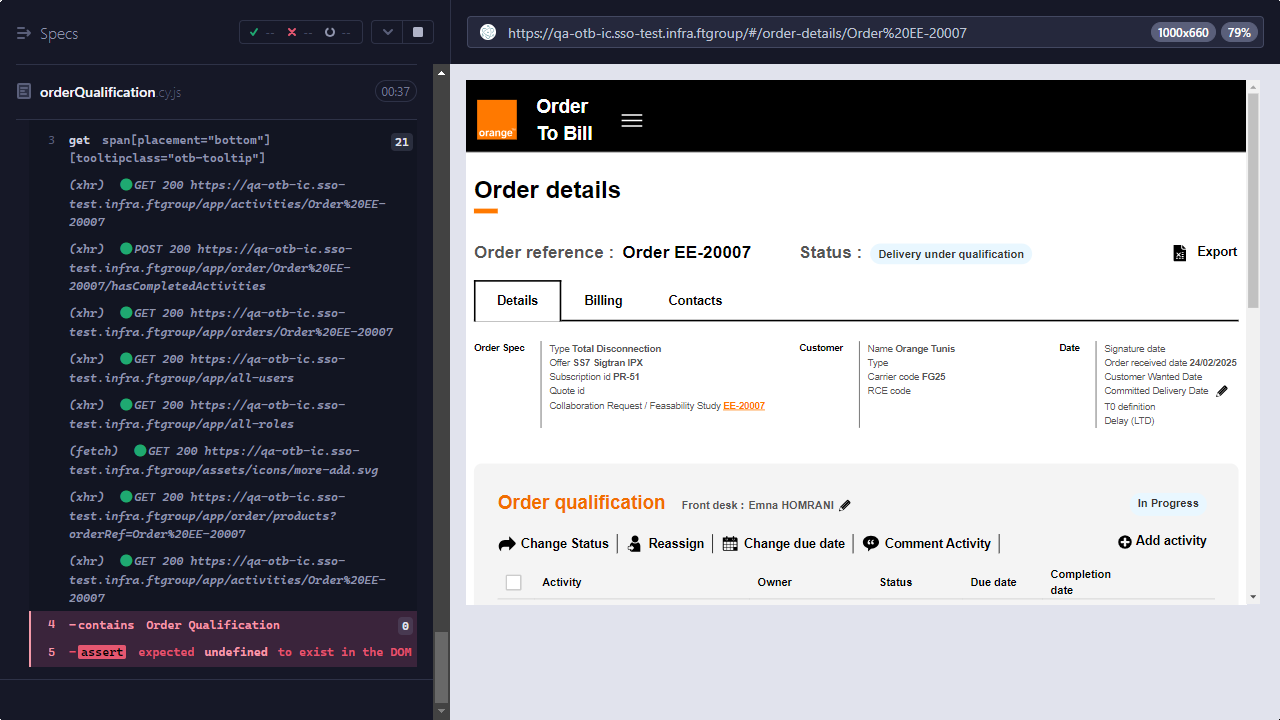 Specs
--
--
--
https://qa-otb-ic.sso-test.infra.ftgroup/#/order-details/Order%20EE-20007
1000x660
79%
orderQualification.cy.js
00:37
3 get span[placement="bottom"]
[tooltipclass="otb-tooltip"]
21
(xhr) GET 200 https://qa-otb-ic.sso-
test.infra.ftgroup/app/activities/Order%20EE-
20007
(xhr) POST 200 https://qa-otb-ic.sso-
test.infra.ftgroup/app/order/Order%20EE-
20007/hasCompletedActivities
(xhr) GET 200 https://qa-otb-ic.sso-
test.infra.ftgroup/app/orders/Order%20EE-20007
(xhr) GET 200 https://qa-otb-ic.sso-
test.infra.ftgroup/app/all-users
(xhr) GET 200 https://qa-otb-ic.sso-
test.infra.ftgroup/app/all-roles
(fetch) GET 200 https://qa-otb-ic.sso-
test.infra.ftgroup/assets/icons/more-add.svg
(xhr) GET 200 https://qa-otb-ic.sso-
test.infra.ftgroup/app/order/products?
orderRef=Order%20EE-20007
(xhr) GET 200 https://qa-otb-ic.sso-
test.infra.ftgroup/app/activities/Order%20EE-
20007
4 -contains Order Qualification 0
5 -assert expected undefined to exist in the DOM
orange™
Order
To Bill
Order details
Order reference : Order EE-20007
Status : Delivery under qualification
Export
Details
Billing
Contacts
Order Spec
Type Total Disconnection
Offer SS7 Sigtran IPX
Subscription id PR-51
Quote id
Collaboration Request / Feasability Study EE-20007
Customer
Name Orange Tunis
Type
Carrier code FG25
RCE code
Date
Signature date
Order received date 24/02/2025
Customer Wanted Date
Committed Delivery Date
T0 definition
Delay (LTD)
Order qualification
Front desk : Emna HOMRANI
In Progress
Change Status
Reassign
Change due date
Comment Activity
Add activity
Activity
Owner
Status
Due date
Completion
date